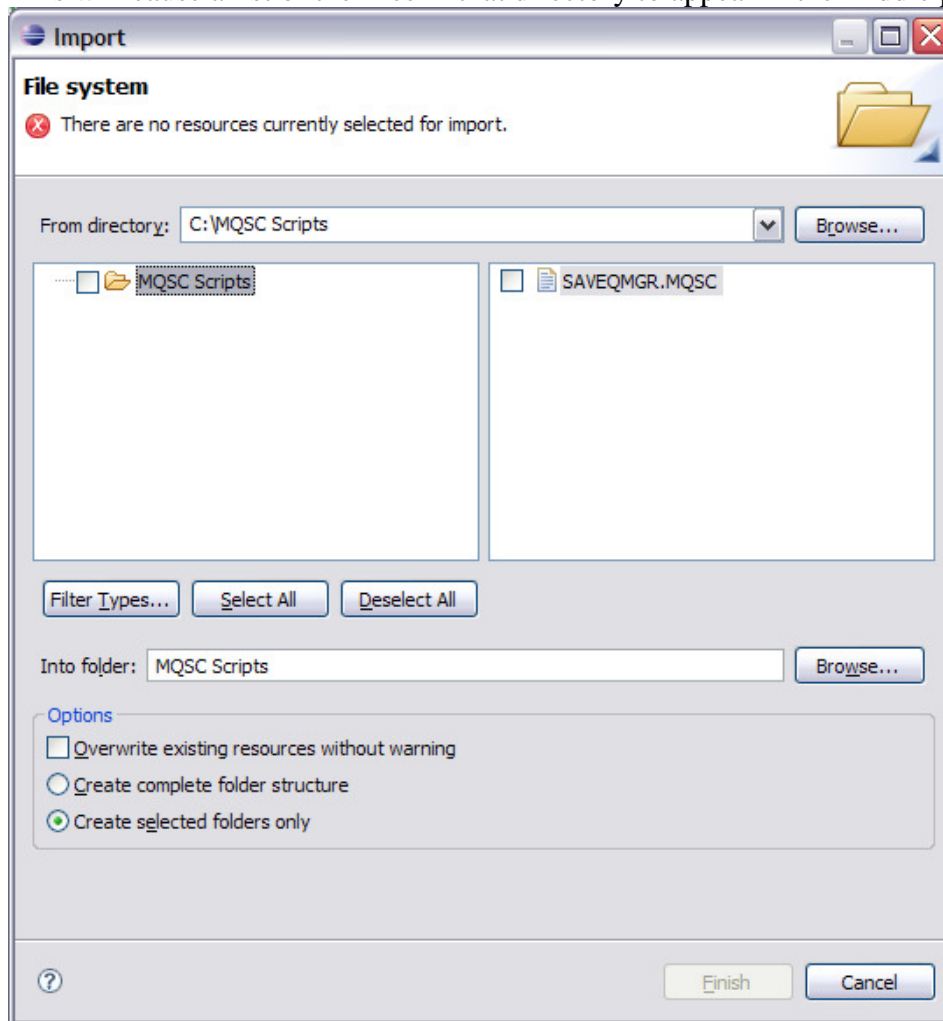 Import
File system
There are no resources currently selected for import.
From directory: C:\MQSC Scripts Browse...
MQSC Scripts SAVEQMGR.MQSC
Filter Types... Select All Deselect All
Into folder: MQSC Scripts Browse...
Options
Overwrite existing resources without warning
Create complete folder structure
Create selected folders only
? Finish Cancel